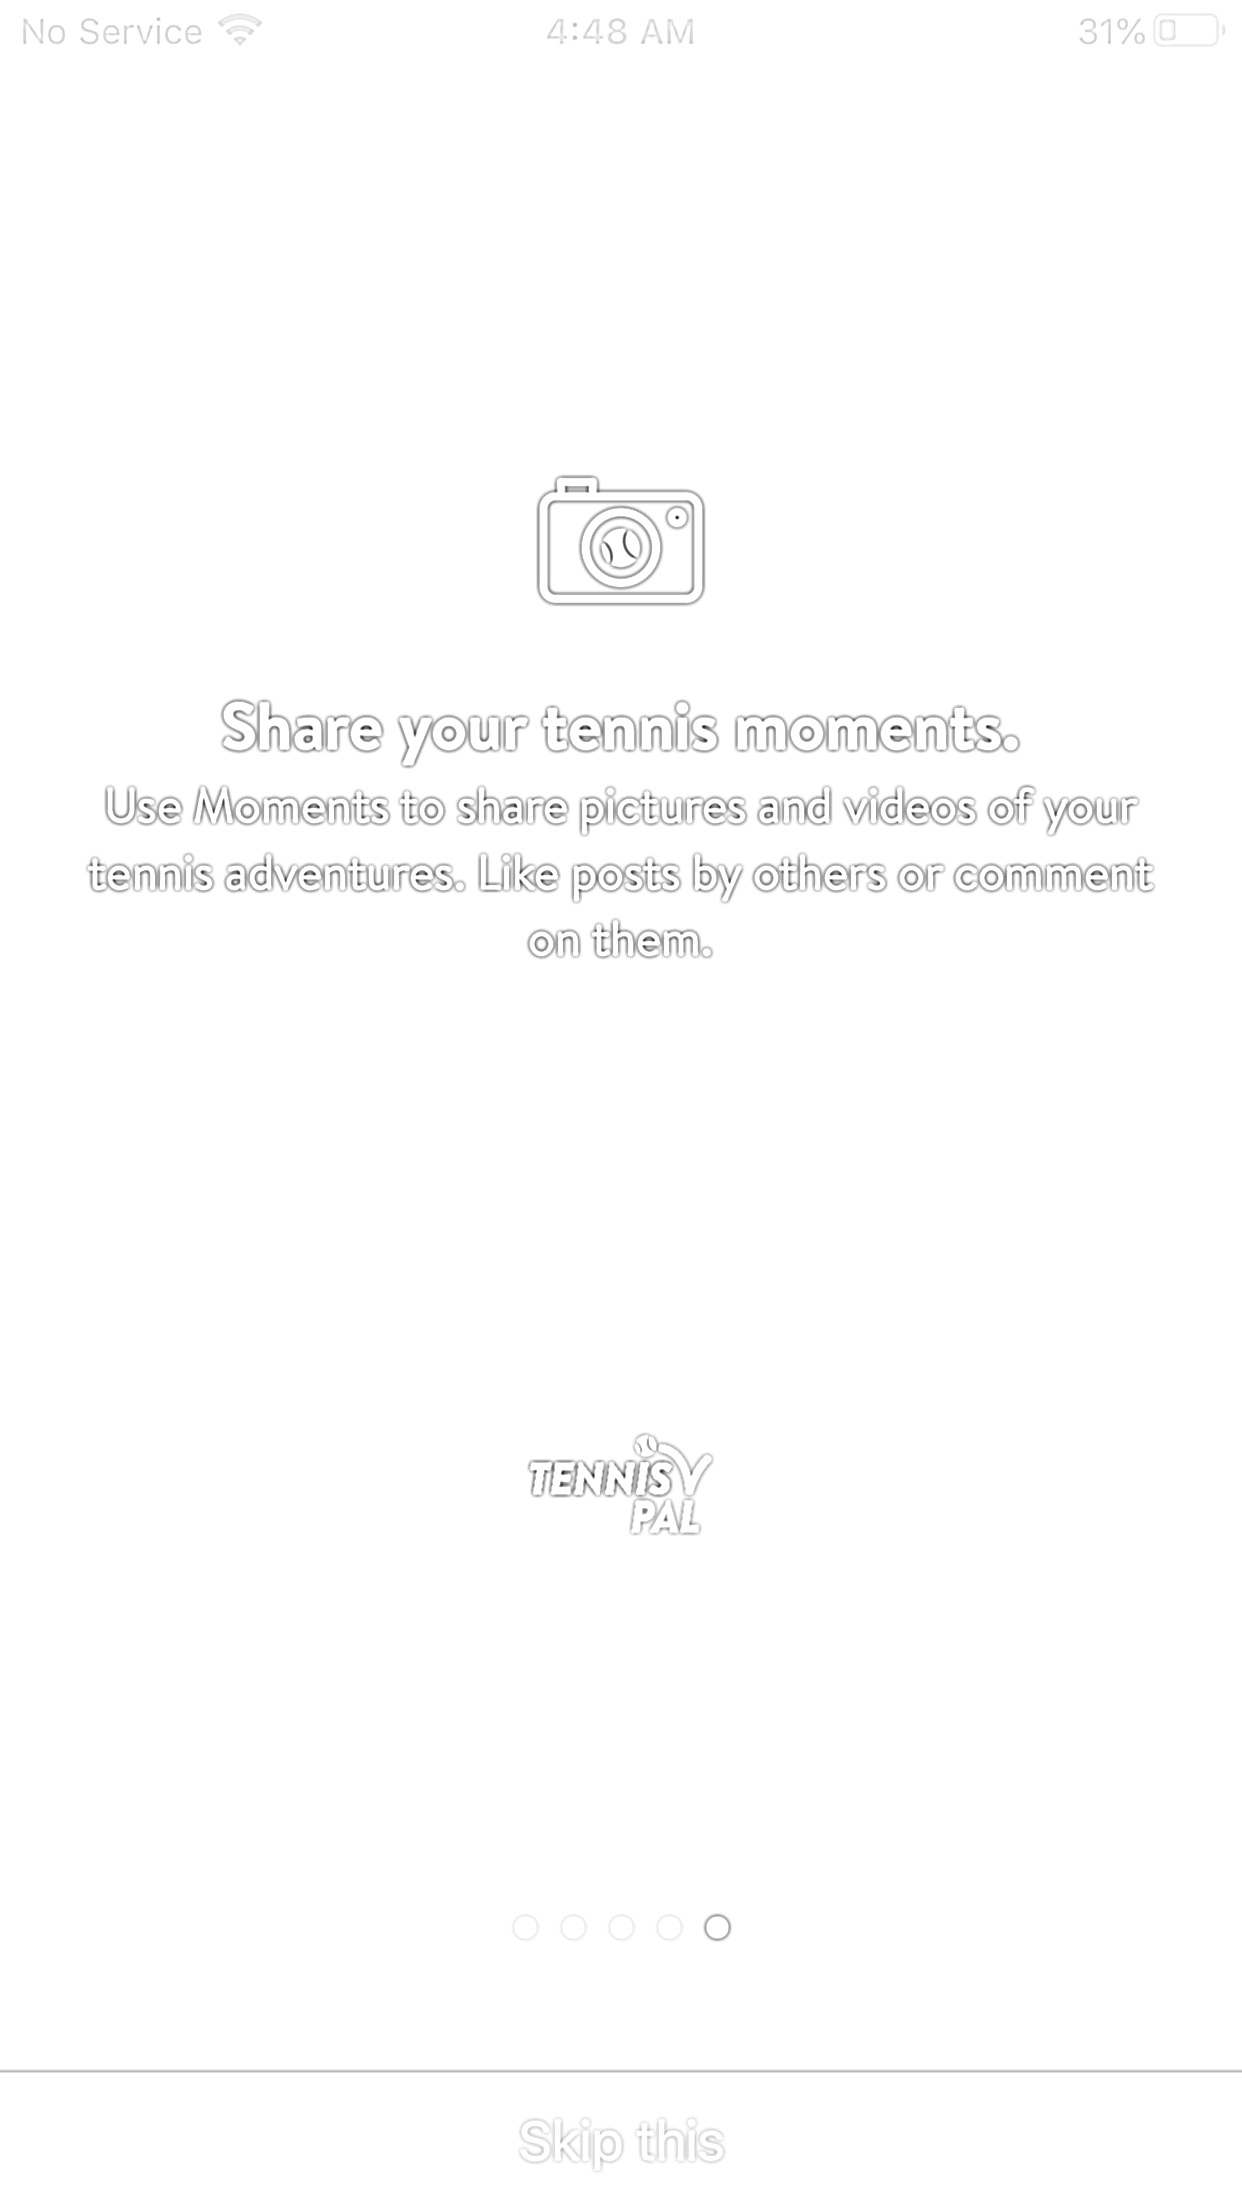 No Service 4:48 AM 31%
Share your tennis moments.
Use Moments to share pictures and videos of your
tennis adventures. Like posts by others or comment
on them.
TENNIS
PAL
Skip this